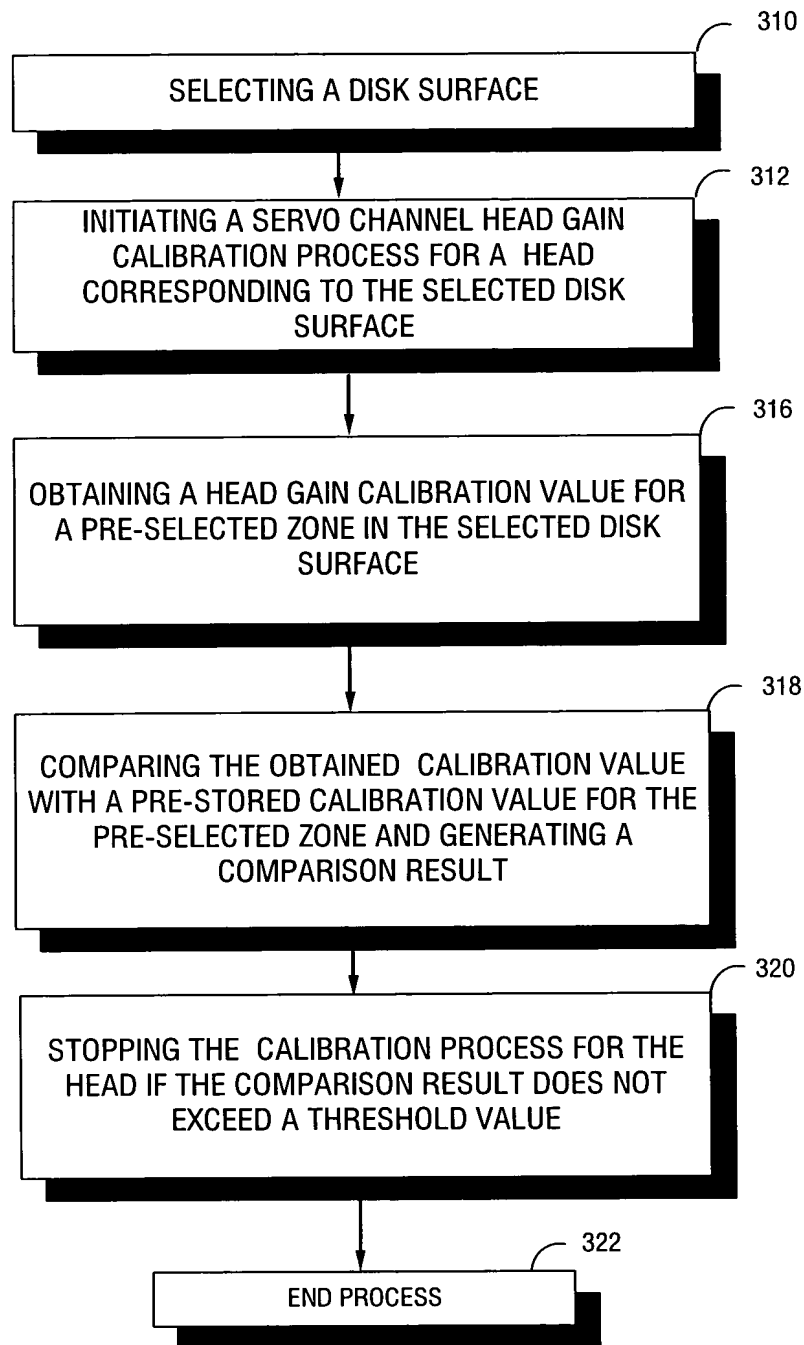 310
SELECTING A DISK SURFACE
312
INITIATING A SERVO CHANNEL HEAD GAIN
CALIBRATION PROCESS FOR A HEAD
CORRESPONDING TO THE SELECTED DISK
SURFACE
316
OBTAINING A HEAD GAIN CALIBRATION VALUE FOR
A PRE-SELECTED ZONE IN THE SELECTED DISK
SURFACE
318
COMPARING THE OBTAINED CALIBRATION VALUE
WITH A PRE-STORED CALIBRATION VALUE FOR THE
PRE-SELECTED ZONE AND GENERATING A
COMPARISON RESULT
320
STOPPING THE CALIBRATION PROCESS FOR THE
HEAD IF THE COMPARISON RESULT DOES NOT
EXCEED A THRESHOLD VALUE
322
END PROCESS